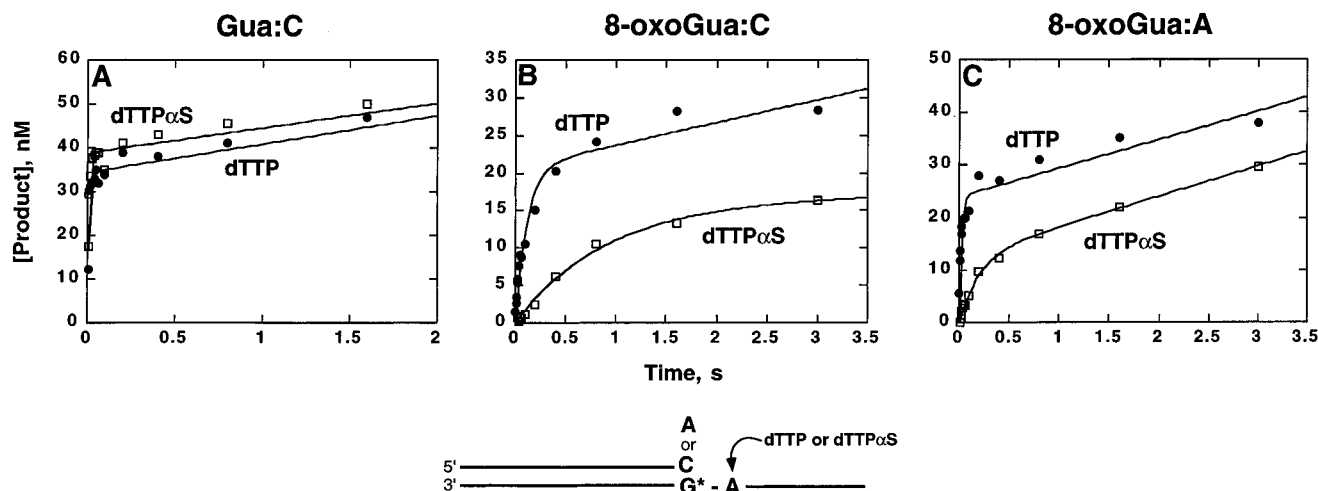 Gua:C 8-oxoGua:C 8-oxoGua:A
A B C
60 50 40 30 20 10 0
35 30 25 20 15 10 5 0
50 40 30 20 10 0
[Product], nM
dTTPαS
dTTP
dTTP
dTTPαS
dTTP
dTTPαS
0 0.5 1 1.5 2
0 0.5 1 1.5 2 2.5 3 3.5
0 0.5 1 1.5 2 2.5 3 3.5
Time, s
A
or
dTTP or dTTPαS
5' C
3' G* - A